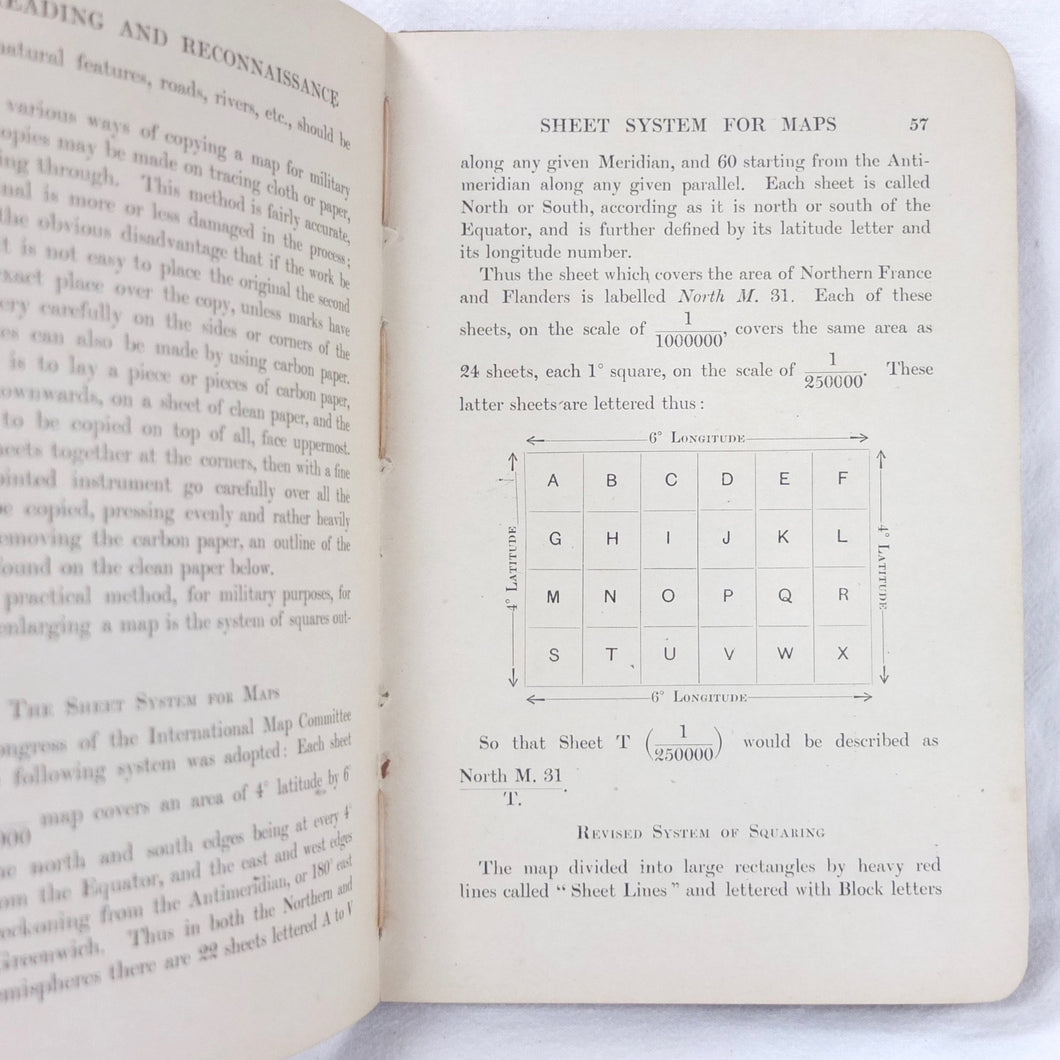 READING AND RECONNAISSANCE
natural features, roads, rivers, etc., should be
various ways of copying a map for military
copies may be made on tracing cloth or paper,
through. This method is fairly accurate,
is more or less damaged in the process;
the obvious disadvantage that if the work be
it is not easy to place the original the second
exact place over the copy, unless marks have
very carefully on the sides or corners of the
can also be made by using carbon paper.
is to lay a piece or pieces of carbon paper,
downwards, on a sheet of clean paper, and the
to be copied on top of all, face uppermost.
sheets together at the corners, then with a fine
pointed instrument go carefully over all the
be copied, pressing evenly and rather heavily
removing the carbon paper, an outline of the
found on the clean paper below.
practical method, for military purposes, for
enlarging a map is the system of squares out-
THE SHEET SYSTEM FOR MAPS
Congress of the International Map Committee
following system was adopted: Each sheet
map covers an area of 4° latitude by 6°
the north and south edges being at every 4°
from the Equator, and the east and west edges
reckoning from the Antimeridian, or 180° east
Greenwich. Thus in both the Northern and
hemispheres there are 22 sheets lettered A to V
SHEET SYSTEM FOR MAPS 57
along any given Meridian, and 60 starting from the Anti-
meridian along any given parallel. Each sheet is called
North or South, according as it is north or south of the
Equator, and is further defined by its latitude letter and
its longitude number.
Thus the sheet which covers the area of Northern France
and Flanders is labelled North M. 31. Each of these
sheets, on the scale of 1/1000000, covers the same area as
24 sheets, each 1° square, on the scale of 1/250000. These
latter sheets are lettered thus:
6° LONGITUDE
4° LATITUDE
A B C D E F
G H I J K L
M N O P Q R
S T U V W X
4° LATITUDE
6° LONGITUDE
So that Sheet T (1/250000) would be described as
North M. 31
T.
REVISED SYSTEM OF SQUARING
The map divided into large rectangles by heavy red
lines called "Sheet Lines" and lettered with Block letters